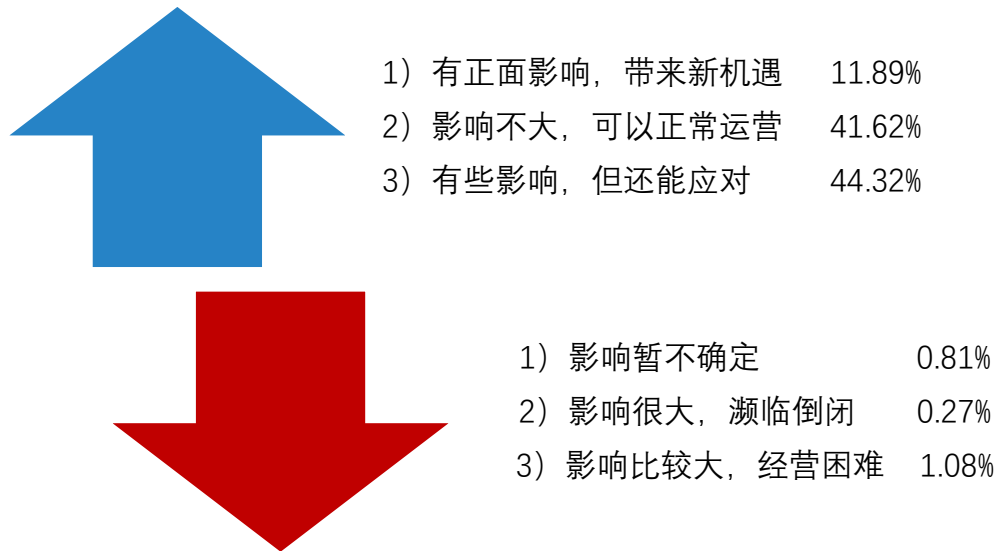 1）有正面影响，带来新机遇 11.89%
2）影响不大，可以正常运营 41.62%
3）有些影响，但还能应对 44.32%
1）影响暂不确定 0.81%
2）影响很大，濒临倒闭 0.27%
3）影响比较大，经营困难 1.08%